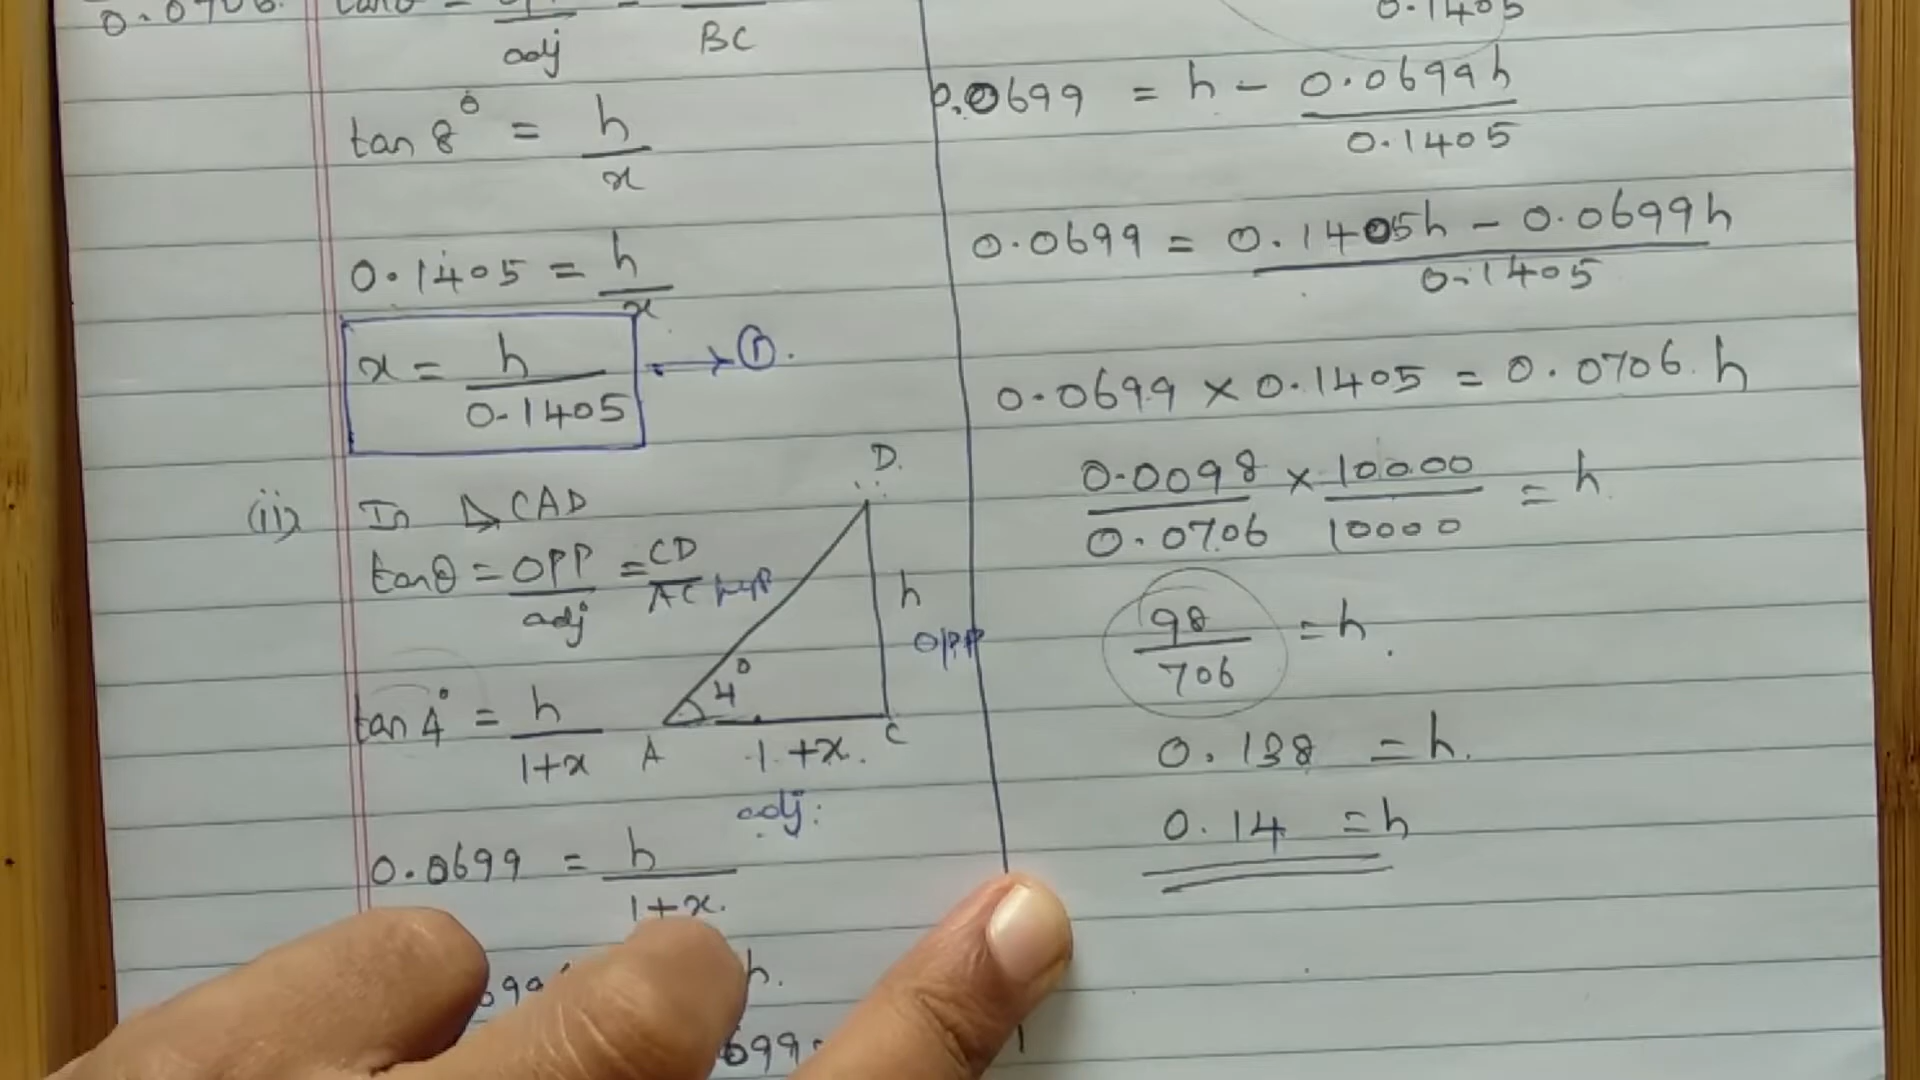 0.0706.
tanθ = opp =
adj BC
tan 8° = h
x
0.1405 = h
x
x = h → ①.
0.1405
(ii) In △ CAD
tanθ = OPP = CD
adj AC
tan 4° = h
1+x
0.0699 = h
1+x.
h.
D.
hyp
h
opp
4°
A 1+x. C
adj:
0.1405
0.0699 = h - 0.0699h
0.1405
0.0699 = 0.1405h - 0.0699h
0.1405
0.0699 × 0.1405 = 0.0706 h
0.0098 × 10000 = h
0.0706 10000
98 = h.
706
0.138 = h.
0.14 = h